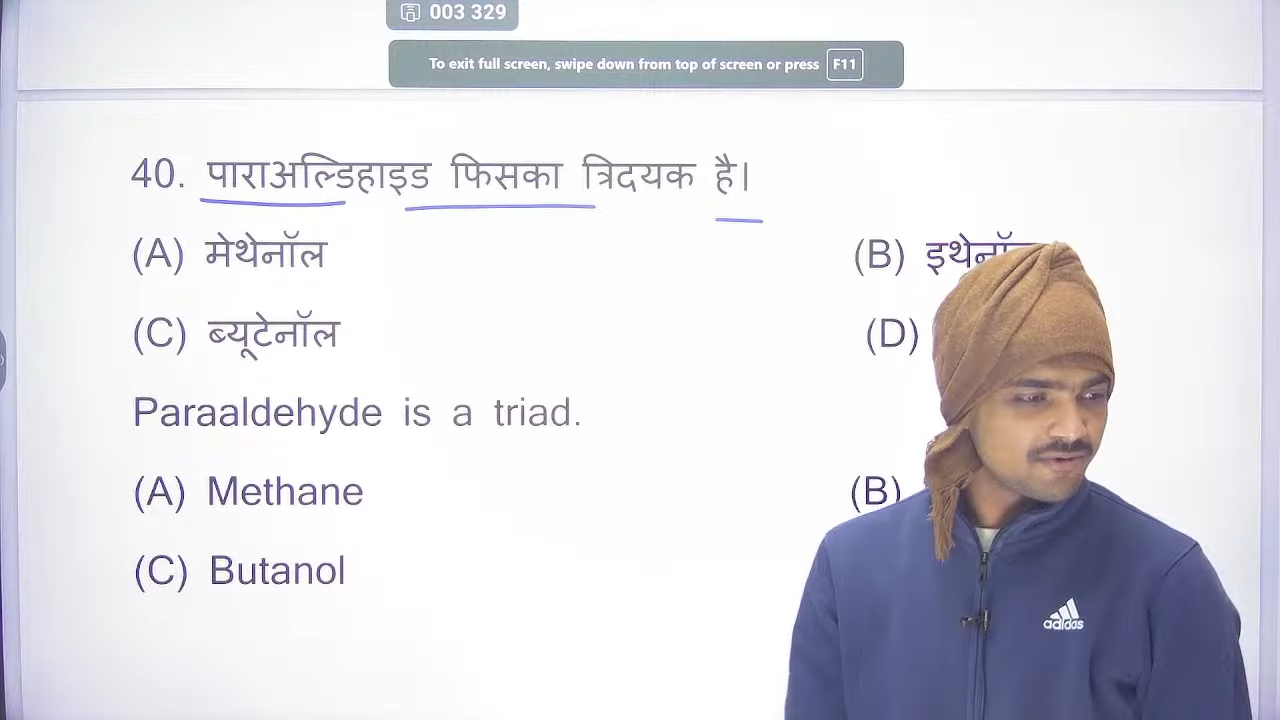 003 329
To exit full screen, swipe down from top of screen or press F11
40. पाराअल्डिहाइड फिसका त्रिदयक है।
(A) मेथेनॉल
(B)
(C) ब्यूटेनॉल
(D)
Paraaldehyde is a triad.
(A) Methane
(B)
(C) Butanol
adidas